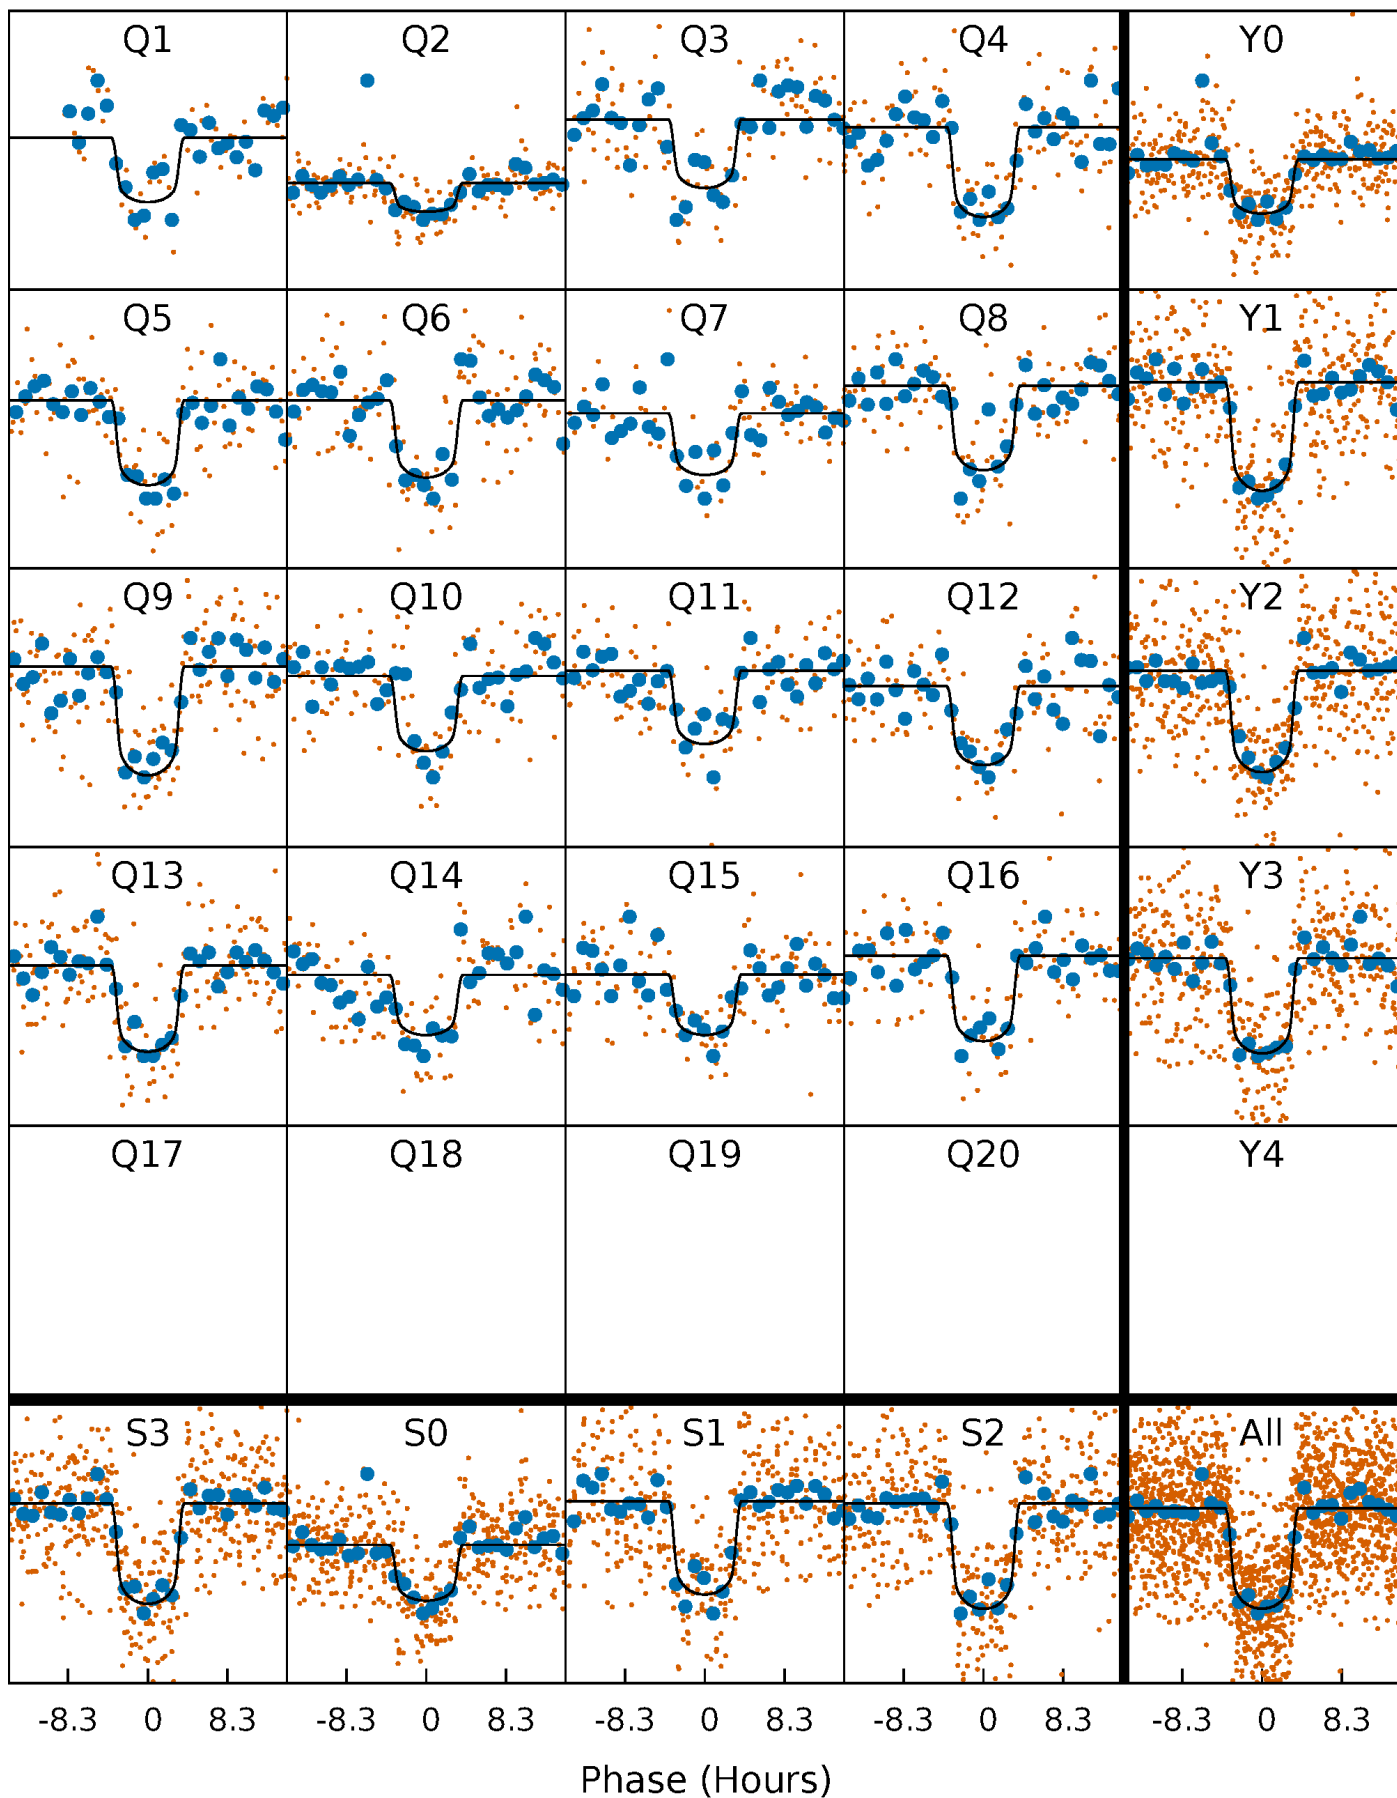 Q1 Q2 Q3 Q4 Y0
Q5 Q6 Q7 Q8 Y1
Q9 Q10 Q11 Q12 Y2
Q13 Q14 Q15 Q16 Y3
Q17 Q18 Q19 Q20 Y4
S3 S0 S1 S2 All
-8.3 0 8.3 -8.3 0 8.3 -8.3 0 8.3 -8.3 0 8.3 -8.3 0 8.3
Phase (Hours)